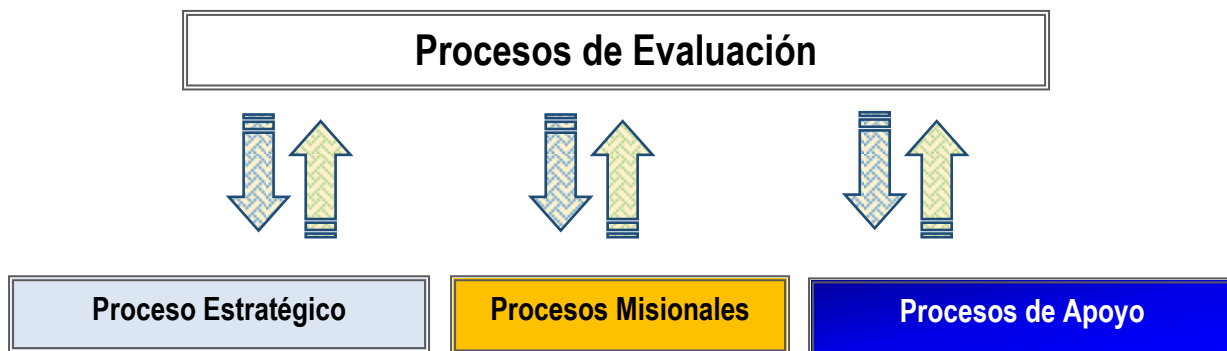 Procesos de Evaluación
Proceso Estratégico
Procesos Misionales
Procesos de Apoyo